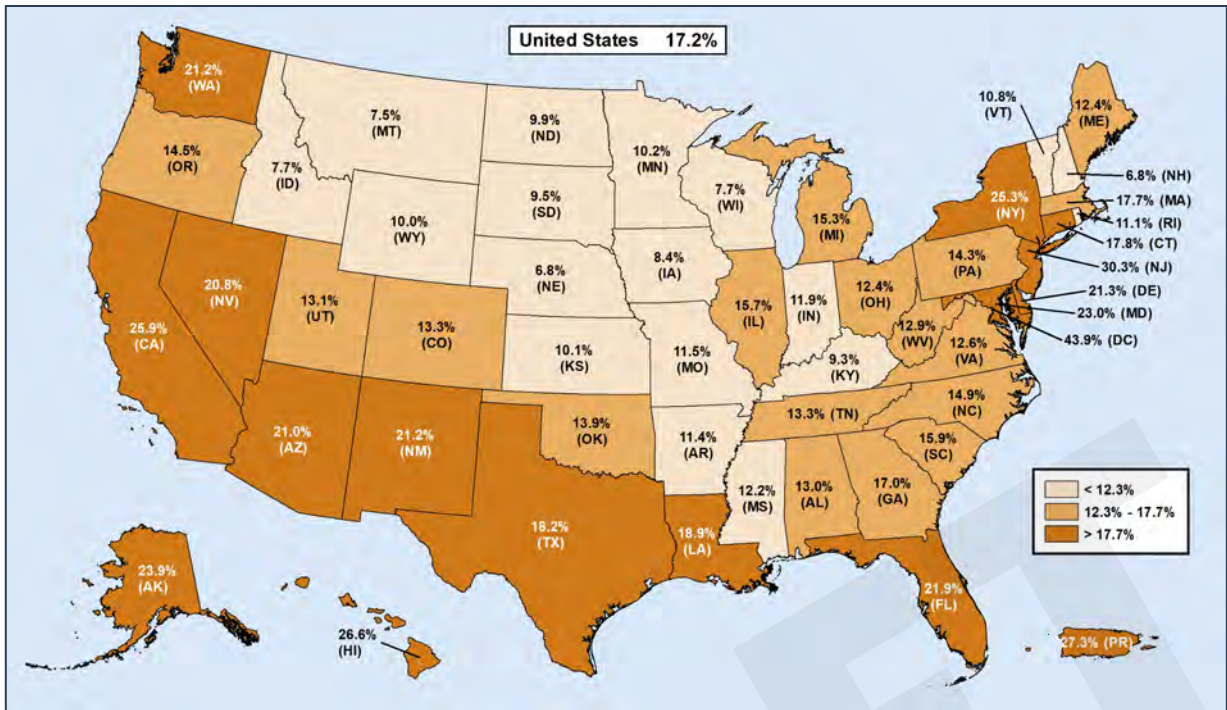 United States 17.2%
21.2%
(WA)
7.5%
(MT)
9.9%
(ND)
10.2%
(MN)
10.8%
(VT)
12.4%
(ME)
14.5%
(OR)
7.7%
(ID)
9.5%
(SD)
7.7%
(WI)
15.3%
(MI)
25.3%
(NY)
6.8% (NH)
17.7% (MA)
11.1% (RI)
17.8% (CT)
30.3% (NJ)
21.3% (DE)
23.0% (MD)
43.9% (DC)
10.0%
(WY)
6.8%
(NE)
8.4%
(IA)
14.3%
(PA)
20.8%
(NV)
13.1%
(UT)
13.3%
(CO)
15.7%
(IL)
11.9%
(IN)
12.4%
(OH)
12.9%
(WV)
12.6%
(VA)
25.9%
(CA)
10.1%
(KS)
11.5%
(MO)
9.3%
(KY)
21.0%
(AZ)
21.2%
(NM)
13.9%
(OK)
11.4%
(AR)
13.3% (TN)
14.9%
(NC)
15.9%
(SC)
18.2%
(TX)
18.9%
(LA)
12.2%
(MS)
13.0%
(AL)
17.0%
(GA)
< 12.3%
12.3% - 17.7%
> 17.7%
23.9%
(AK)
26.6%
(HI)
21.9%
(FL)
27.3% (PR)